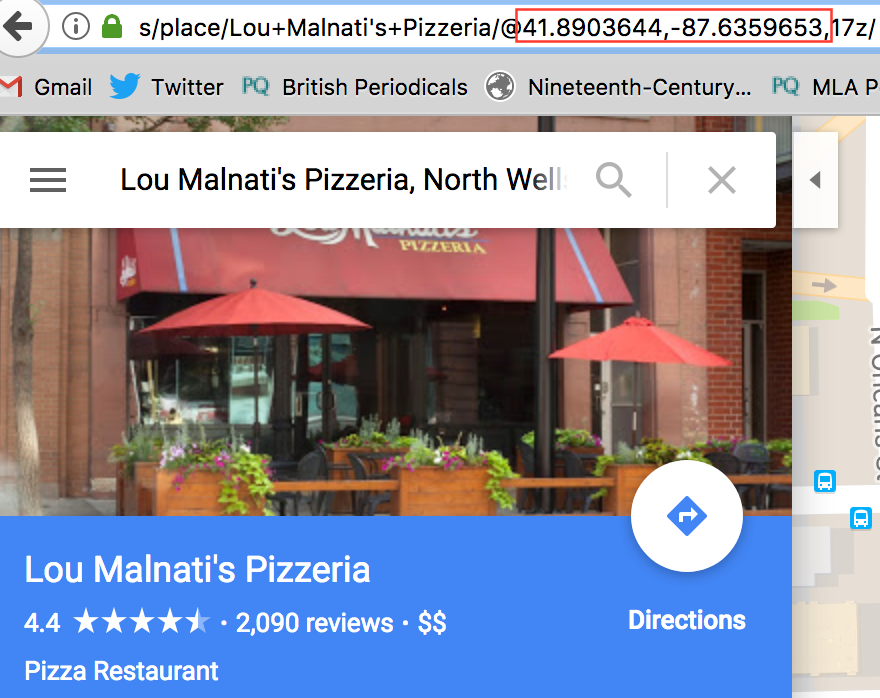 s/place/Lou+Malnati's+Pizzeria/@41.8903644,-87.6359653,17z/
Gmail Twitter PQ British Periodicals Nineteenth-Century... PQ MLA P
Lou Malnati's Pizzeria, North Wells
Lou Malnati's
PIZZERIA
N Orleans St
Lou Malnati's Pizzeria
4.4 ★★★★ · 2,090 reviews · $$
Directions
Pizza Restaurant